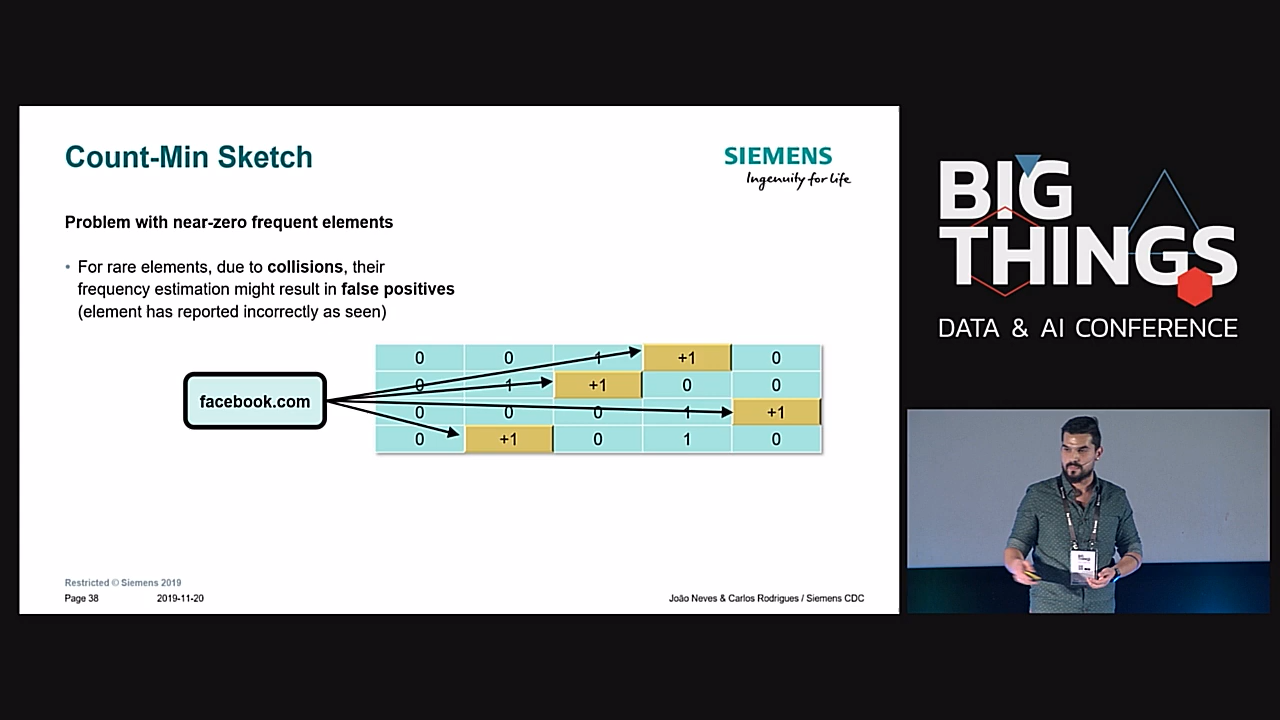 Count-Min Sketch
SIEMENS
Ingenuity for life
Problem with near-zero frequent elements
• For rare elements, due to collisions, their
frequency estimation might result in false positives
(element has reported incorrectly as seen)
facebook.com
0 0 1 +1 0
0 1 +1 0 0
0 0 0 1 +1
0 +1 0 1 0
Restricted © Siemens 2019
Page 38 2019-11-20
João Neves & Carlos Rodrigues / Siemens CDC
BIG
THINGS
DATA & AI CONFERENCE
BIG
THINGS